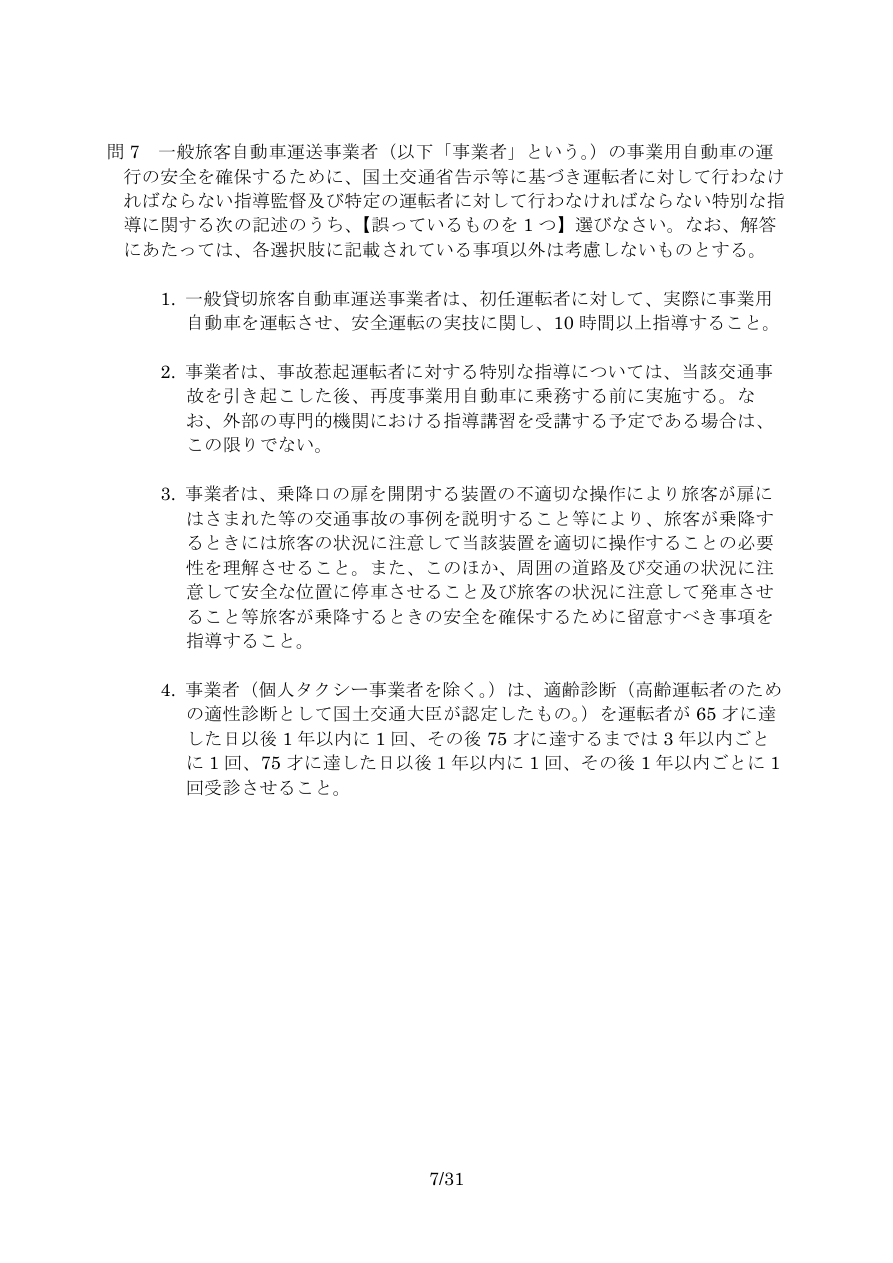 問 7　一般旅客自動車運送事業者（以下「事業者」という。）の事業用自動車の運
行の安全を確保するために、国土交通省告示等に基づき運転者に対して行わなけ
ればならない指導監督及び特定の運転者に対して行わなければならない特別な指
導に関する次の記述のうち、【誤っているものを 1 つ】選びなさい。なお、解答
にあたっては、各選択肢に記載されている事項以外は考慮しないものとする。
1. 一般貸切旅客自動車運送事業者は、初任運転者に対して、実際に事業用
自動車を運転させ、安全運転の実技に関し、10 時間以上指導すること。
2. 事業者は、事故惹起運転者に対する特別な指導については、当該交通事
故を引き起こした後、再度事業用自動車に乗務する前に実施する。な
お、外部の専門的機関における指導講習を受講する予定である場合は、
この限りでない。
3. 事業者は、乗降口の扉を開閉する装置の不適切な操作により旅客が扉に
はさまれた等の交通事故の事例を説明すること等により、旅客が乗降す
るときには旅客の状況に注意して当該装置を適切に操作することの必要
性を理解させること。また、このほか、周囲の道路及び交通の状況に注
意して安全な位置に停車させること及び旅客の状況に注意して発車させ
ること等旅客が乗降するときの安全を確保するために留意すべき事項を
指導すること。
4. 事業者（個人タクシー事業者を除く。）は、適齢診断（高齢運転者のため
の適性診断として国土交通大臣が認定したもの。）を運転者が 65 才に達
した日以後 1 年以内に 1 回、その後 75 才に達するまでは 3 年以内ごと
に 1 回、75 才に達した日以後 1 年以内に 1 回、その後 1 年以内ごとに 1
回受診させること。
7/31